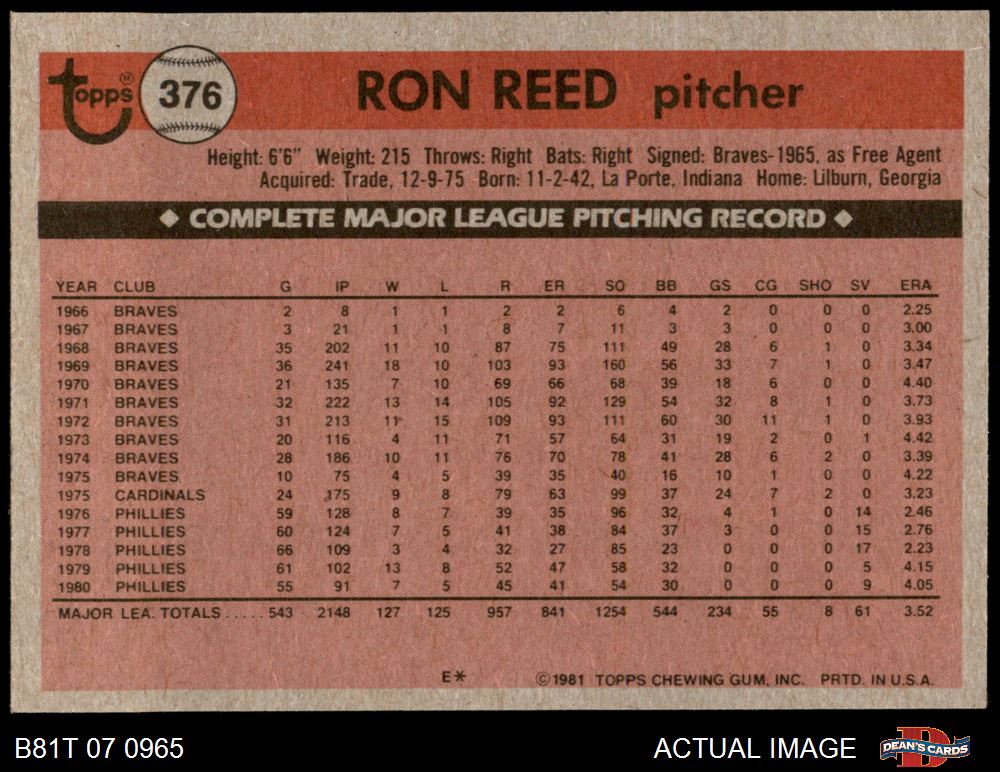 topps® 376 RON REED pitcher
Height: 6'6" Weight: 215 Throws: Right Bats: Right Signed: Braves-1965, as Free Agent
Acquired: Trade, 12-9-75 Born: 11-2-42, La Porte, Indiana Home: Lilburn, Georgia
◆ COMPLETE MAJOR LEAGUE PITCHING RECORD ◆
YEAR CLUB G IP W L R ER SO BB GS CG SHO SV ERA
1966 BRAVES 2 8 1 1 2 2 6 4 2 0 0 0 2.25
1967 BRAVES 3 21 1 1 8 7 11 3 3 0 0 0 3.00
1968 BRAVES 35 202 11 10 87 75 111 49 28 6 1 0 3.34
1969 BRAVES 36 241 18 10 103 93 160 56 33 7 1 0 3.47
1970 BRAVES 21 135 7 10 69 66 68 39 18 6 0 0 4.40
1971 BRAVES 32 222 13 14 105 92 129 54 32 8 1 0 3.73
1972 BRAVES 31 213 11 15 109 93 111 60 30 11 1 0 3.93
1973 BRAVES 20 116 4 11 71 57 64 31 19 2 0 1 4.42
1974 BRAVES 28 186 10 11 76 70 78 41 28 6 2 0 3.39
1975 BRAVES 10 75 4 5 39 35 40 16 10 1 0 0 4.22
1975 CARDINALS 24 175 9 8 79 63 99 37 24 7 2 0 3.23
1976 PHILLIES 59 128 8 7 39 35 96 32 4 1 0 14 2.46
1977 PHILLIES 60 124 7 5 41 38 84 37 3 0 0 15 2.76
1978 PHILLIES 66 109 3 4 32 27 85 23 0 0 0 17 2.23
1979 PHILLIES 61 102 13 8 52 47 58 32 0 0 0 5 4.15
1980 PHILLIES 55 91 7 5 45 41 54 30 0 0 0 9 4.05
MAJOR LEA. TOTALS ..... 543 2148 127 125 957 841 1254 544 234 55 8 61 3.52
E* ©1981 TOPPS CHEWING GUM, INC. PRTD. IN U.S.A.
B81T 07 0965 ACTUAL IMAGE D DEAN'S CARDS